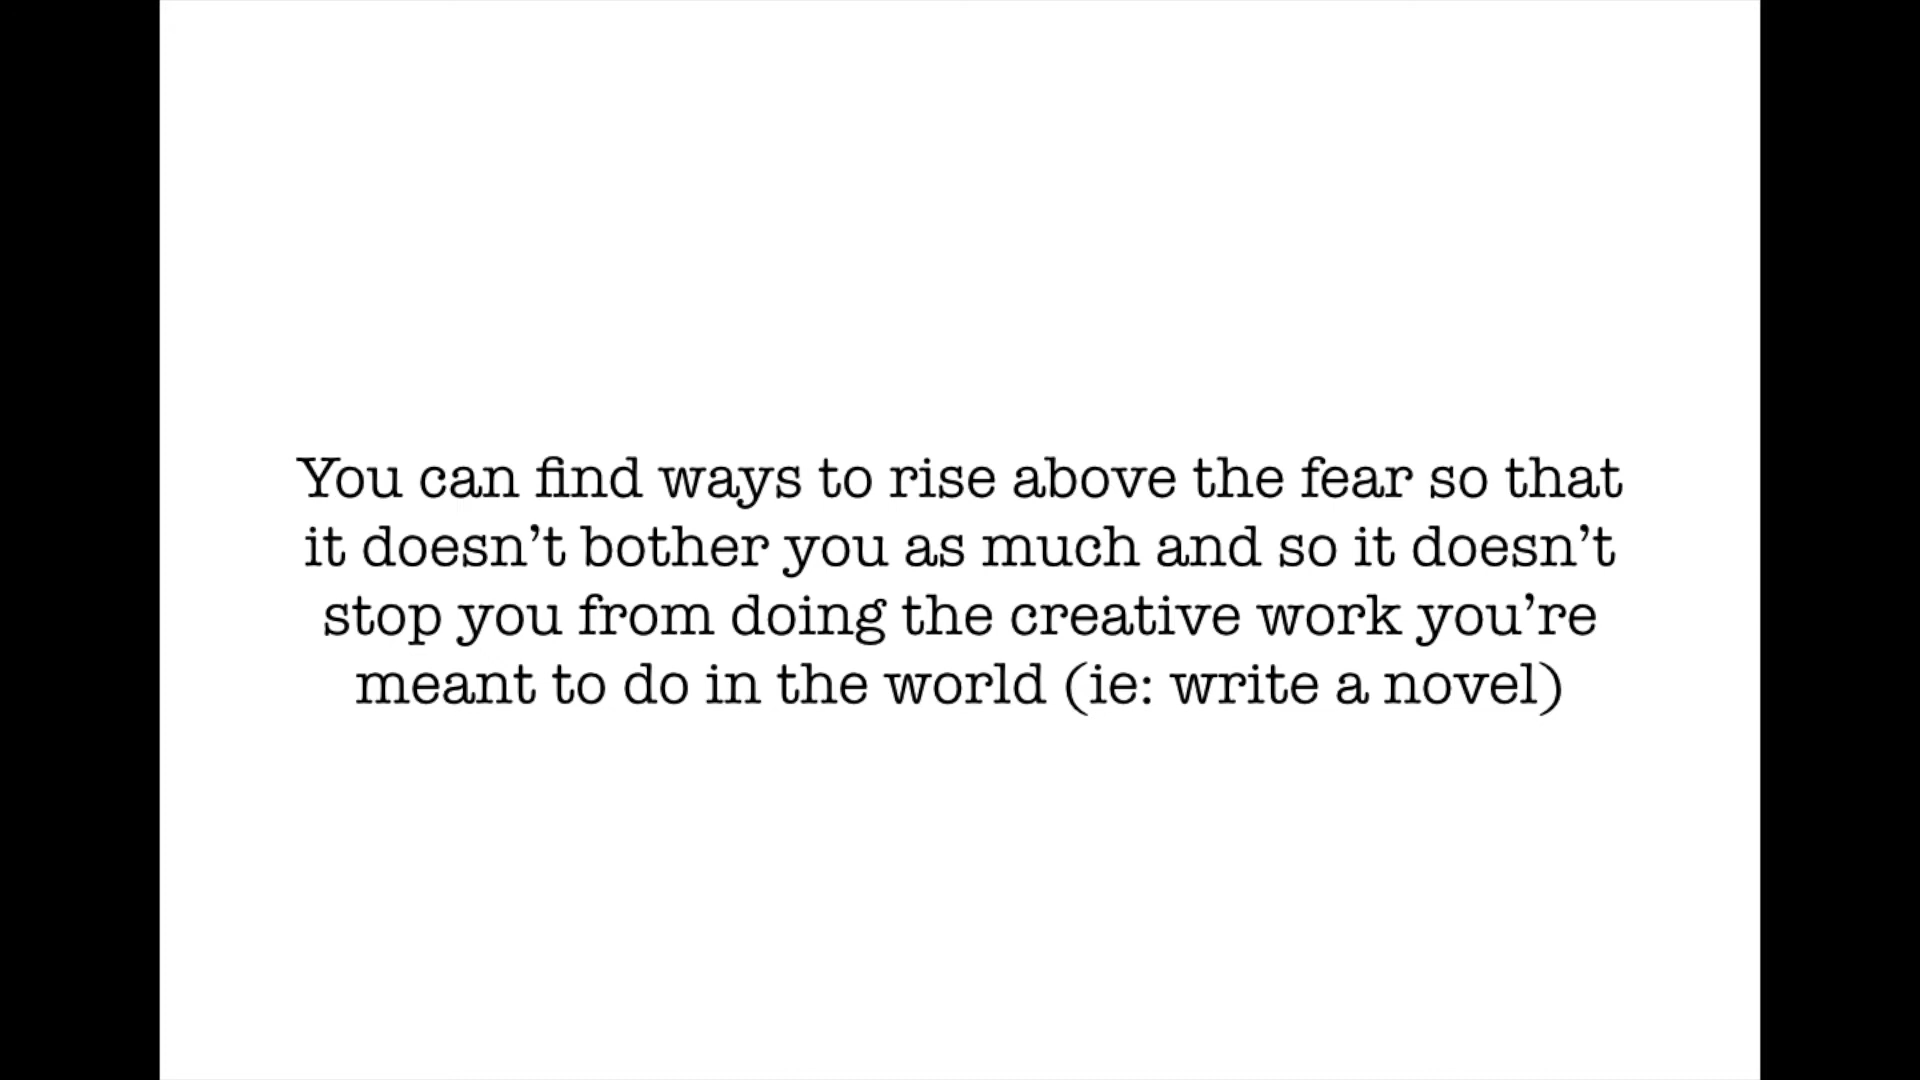 You can find ways to rise above the fear so that
it doesn’t bother you as much and so it doesn’t
stop you from doing the creative work you’re
meant to do in the world (ie: write a novel)